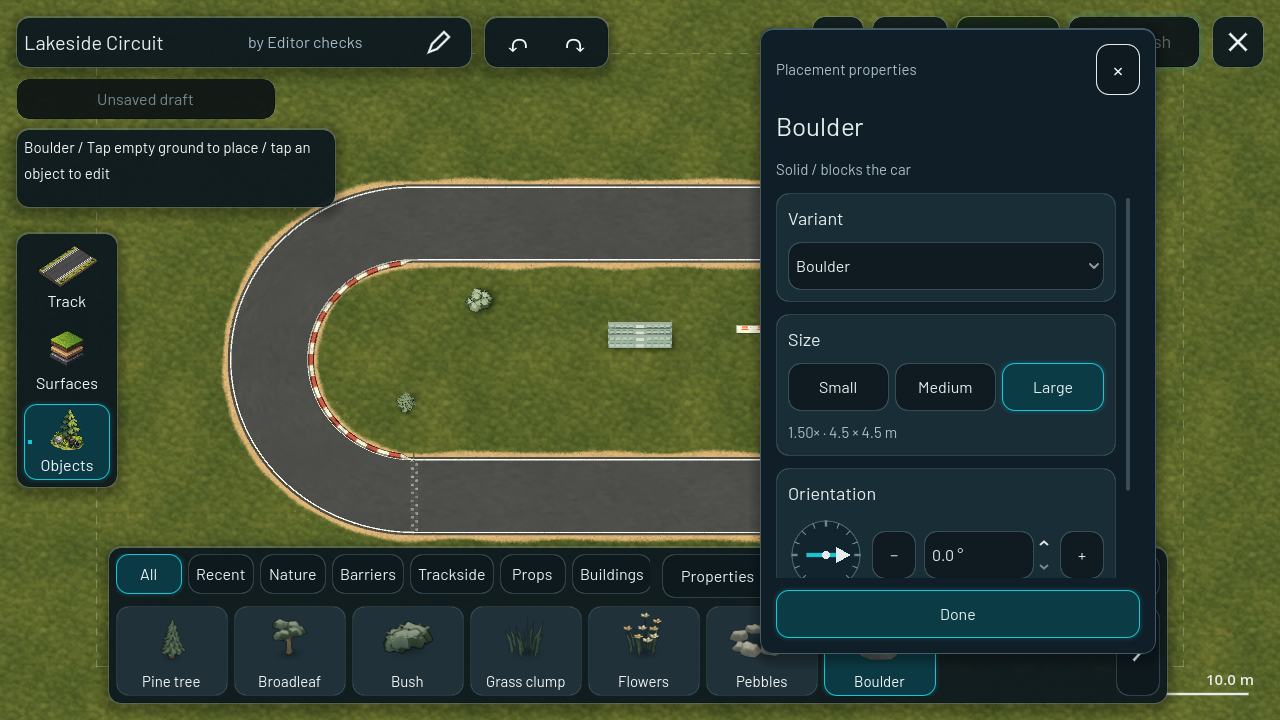 Lakeside Circuit
by Editor checks
Unsaved draft
Boulder / Tap empty ground to place / tap an
object to edit
Track
Surfaces
Objects
Placement properties
×
Boulder
Solid / blocks the car
Variant
Boulder
Size
Small
Medium
Large
1.50× · 4.5 × 4.5 m
Orientation
−
0.0 °
+
Done
All
Recent
Nature
Barriers
Trackside
Props
Buildings
Properties
Pine tree
Broadleaf
Bush
Grass clump
Flowers
Pebbles
Boulder
10.0 m